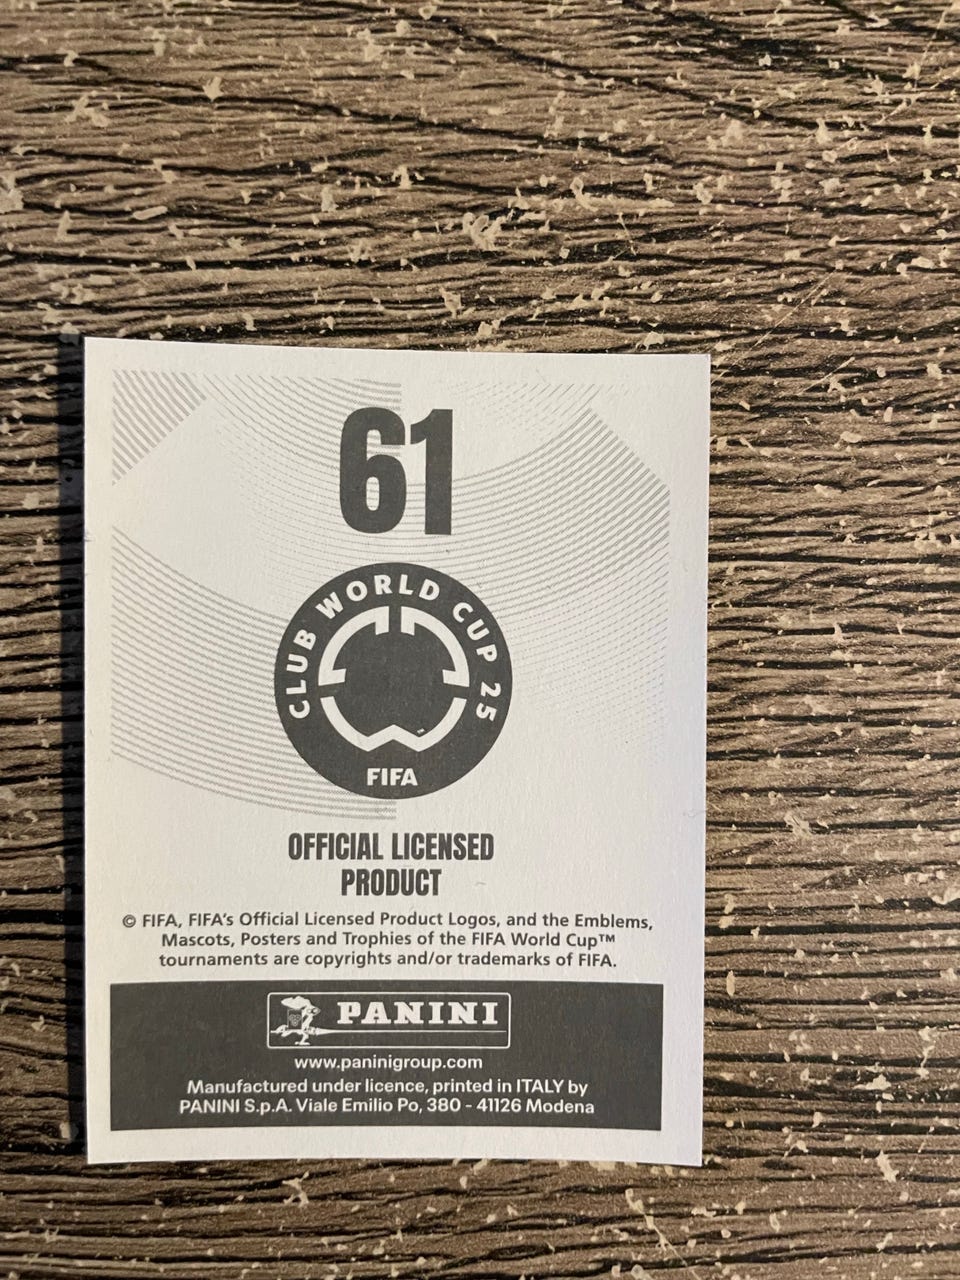 61
CLUB WORLD CUP 25
FIFA
OFFICIAL LICENSED
PRODUCT
© FIFA, FIFA's Official Licensed Product Logos, and the Emblems,
Mascots, Posters and Trophies of the FIFA World Cup™
tournaments are copyrights and/or trademarks of FIFA.
PANINI
www.paninigroup.com
Manufactured under licence, printed in ITALY by
PANINI S.p.A. Viale Emilio Po, 380 - 41126 Modena